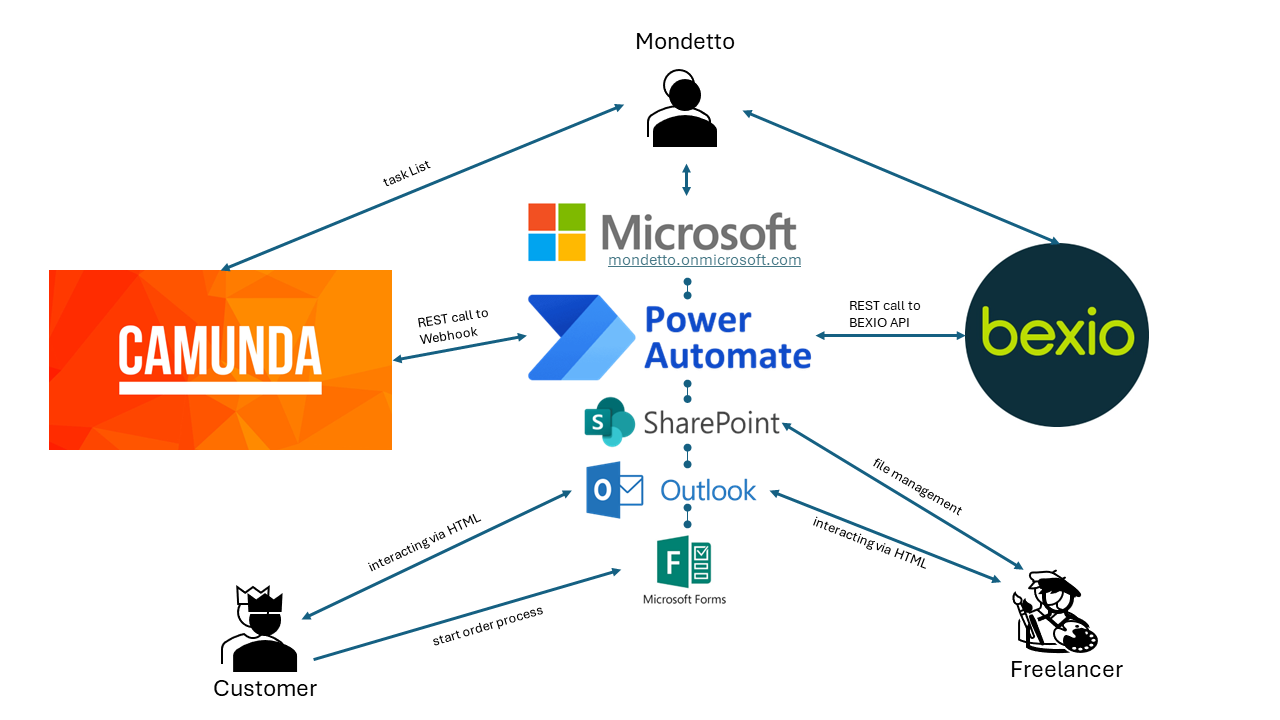 Mondetto
task List
Microsoft
mondetto.onmicrosoft.com
CAMUNDA
REST call to
Webhook
Power
Automate
REST call to
BEXIO API
bexio
S
SharePoint
file management
O
Outlook
interacting via HTML
interacting via HTML
F
Microsoft Forms
start order process
Customer
Freelancer